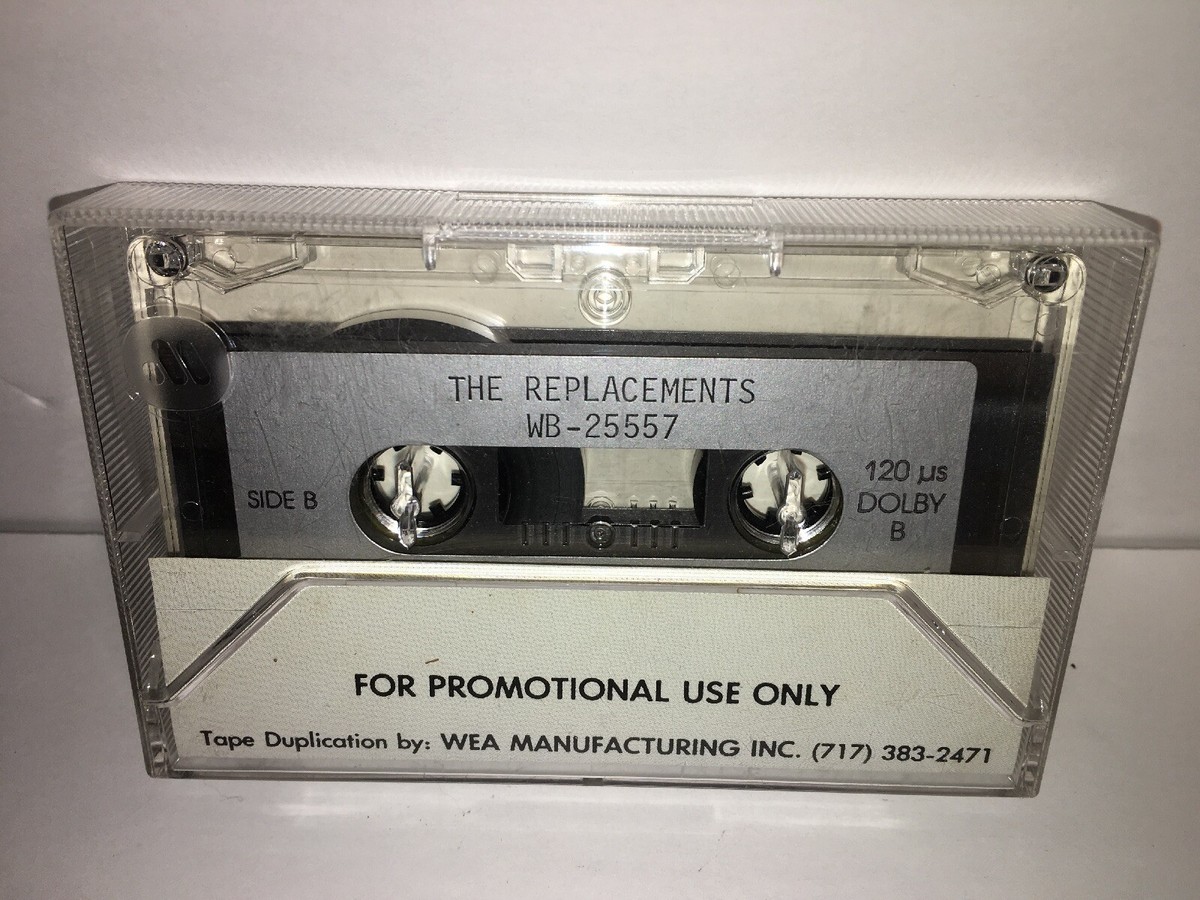 THE REPLACEMENTS
WB-25557
SIDE B
120 µs
DOLBY
B
FOR PROMOTIONAL USE ONLY
Tape Duplication by: WEA MANUFACTURING INC. (717) 383-2471